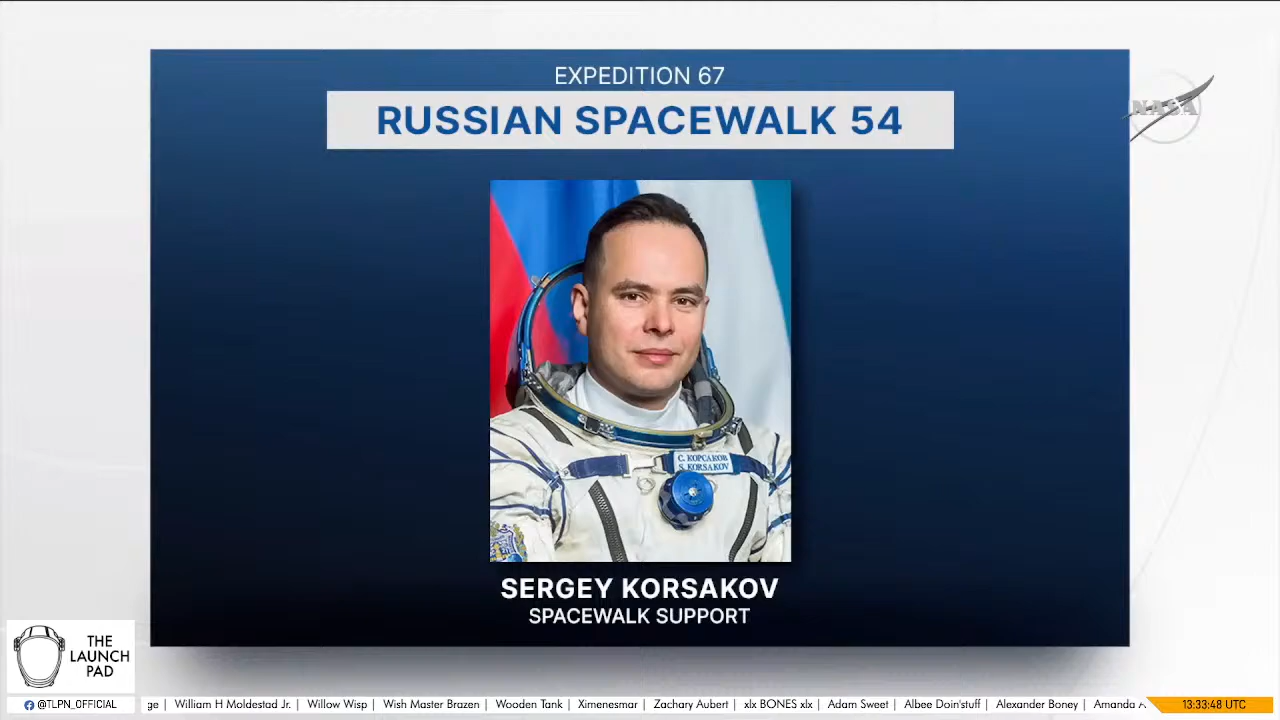 EXPEDITION 67
RUSSIAN SPACEWALK 54
NASA
С. КОРСАКОВ
S. KORSAKOV
SERGEY KORSAKOV
SPACEWALK SUPPORT
THE
LAUNCH
PAD
@TLPN_OFFICIAL
ge | William H Moldestad Jr. | Willow Wisp | Wish Master Brazen | Wooden Tank | Ximenesmar | Zachary Aubert | xlx BONES xlx | Adam Sweet | Albee Doin'stuff | Alexander Boney | Amanda
13:33:48 UTC